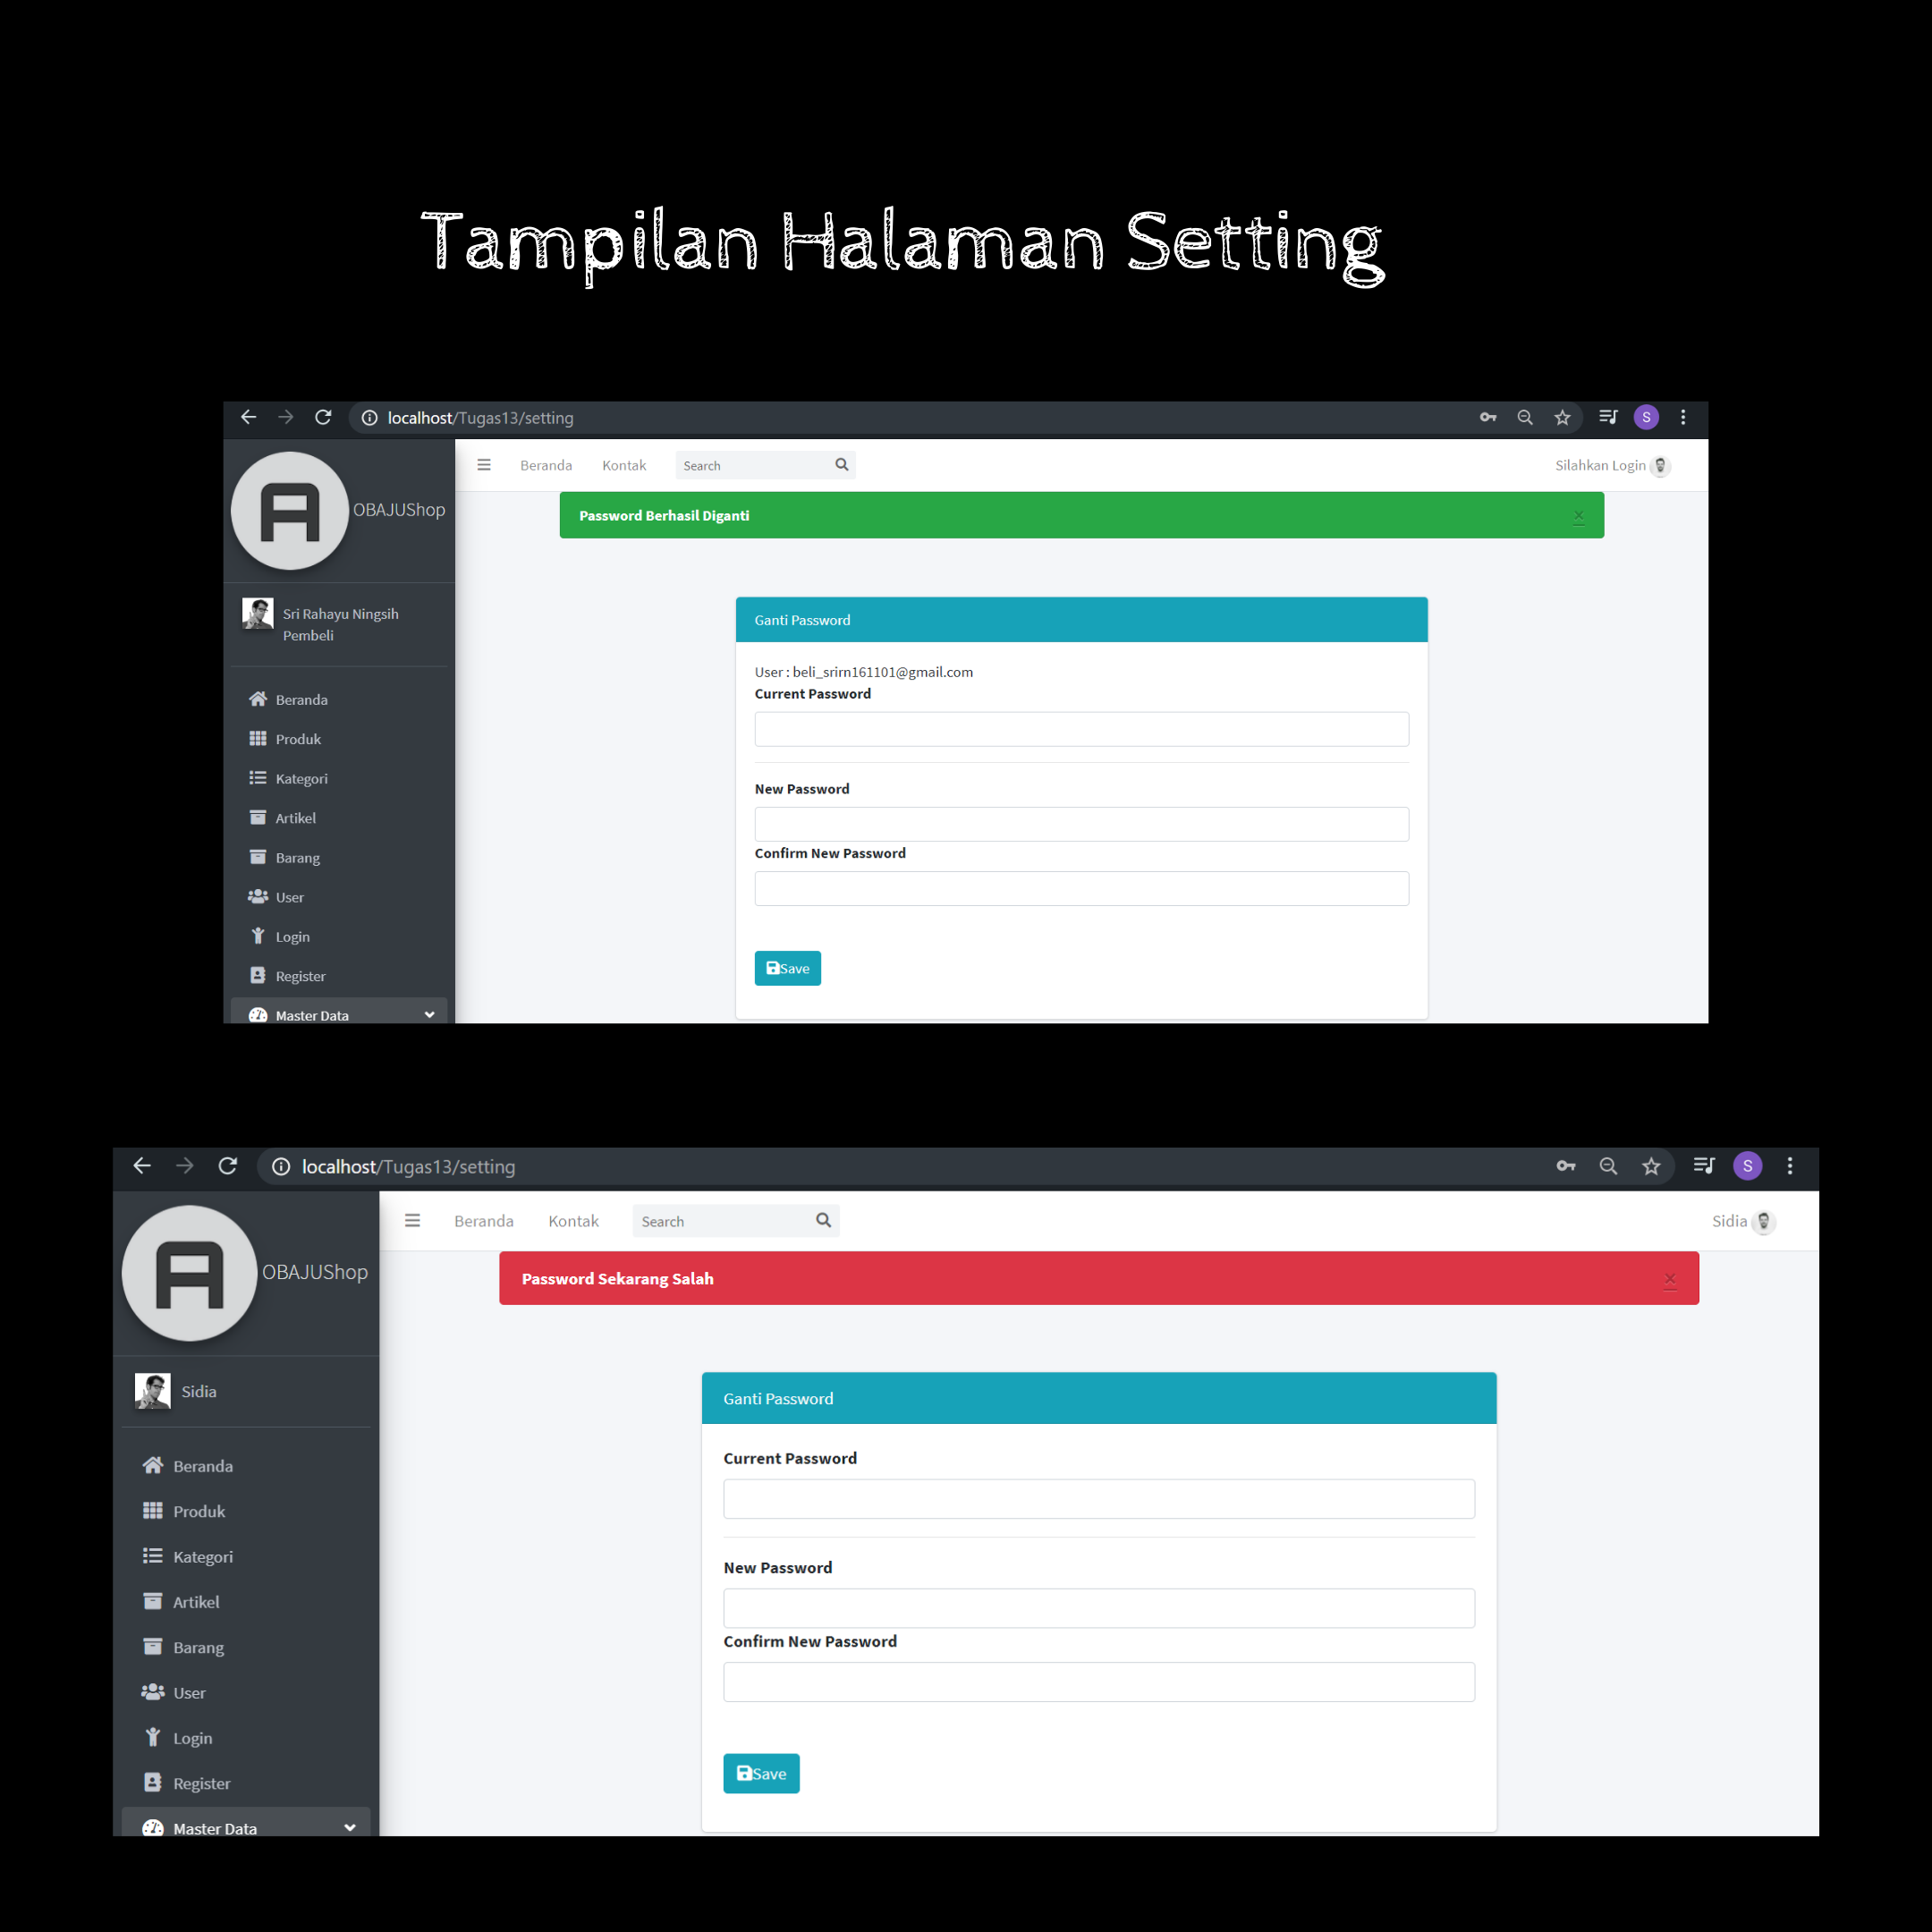 Tampilan Halaman Setting
localhost/Tugas13/setting
S
A OBAJUShop
Beranda Kontak Search
Silahkan Login
Password Berhasil Diganti ×
Sri Rahayu Ningsih
Pembeli
Beranda
Produk
Kategori
Artikel
Barang
User
Login
Register
Master Data
Ganti Password
User : beli_srirn161101@gmail.com
Current Password
New Password
Confirm New Password
Save
localhost/Tugas13/setting
S
A OBAJUShop
Beranda Kontak Search
Sidia
Password Sekarang Salah ×
Sidia
Beranda
Produk
Kategori
Artikel
Barang
User
Login
Register
Master Data
Ganti Password
Current Password
New Password
Confirm New Password
Save